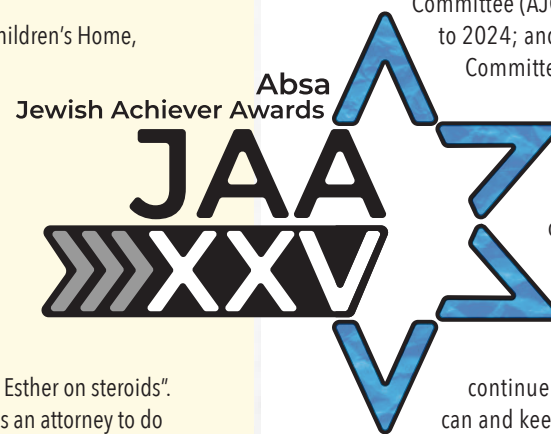 hildren's Home,
Committee (AJ
to 2024; and
Committe
Absa
Jewish Achiever Awards
JAA
XXV
Esther on steroids".
s an attorney to do
continue
can and kee